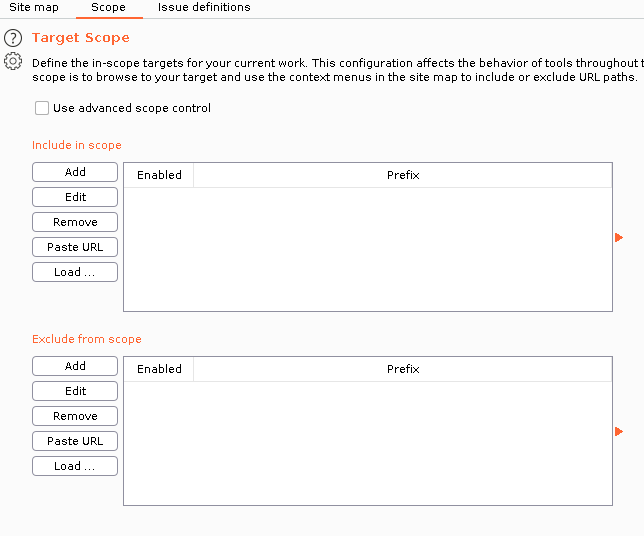 Site map Scope Issue definitions
Target Scope
Define the in-scope targets for your current work. This configuration affects the behavior of tools throughout
scope is to browse to your target and use the context menus in the site map to include or exclude URL paths.
Use advanced scope control
Include in scope
Add
Edit
Remove
Paste URL
Load ...
Enabled Prefix
Exclude from scope
Add
Edit
Remove
Paste URL
Load ...
Enabled Prefix